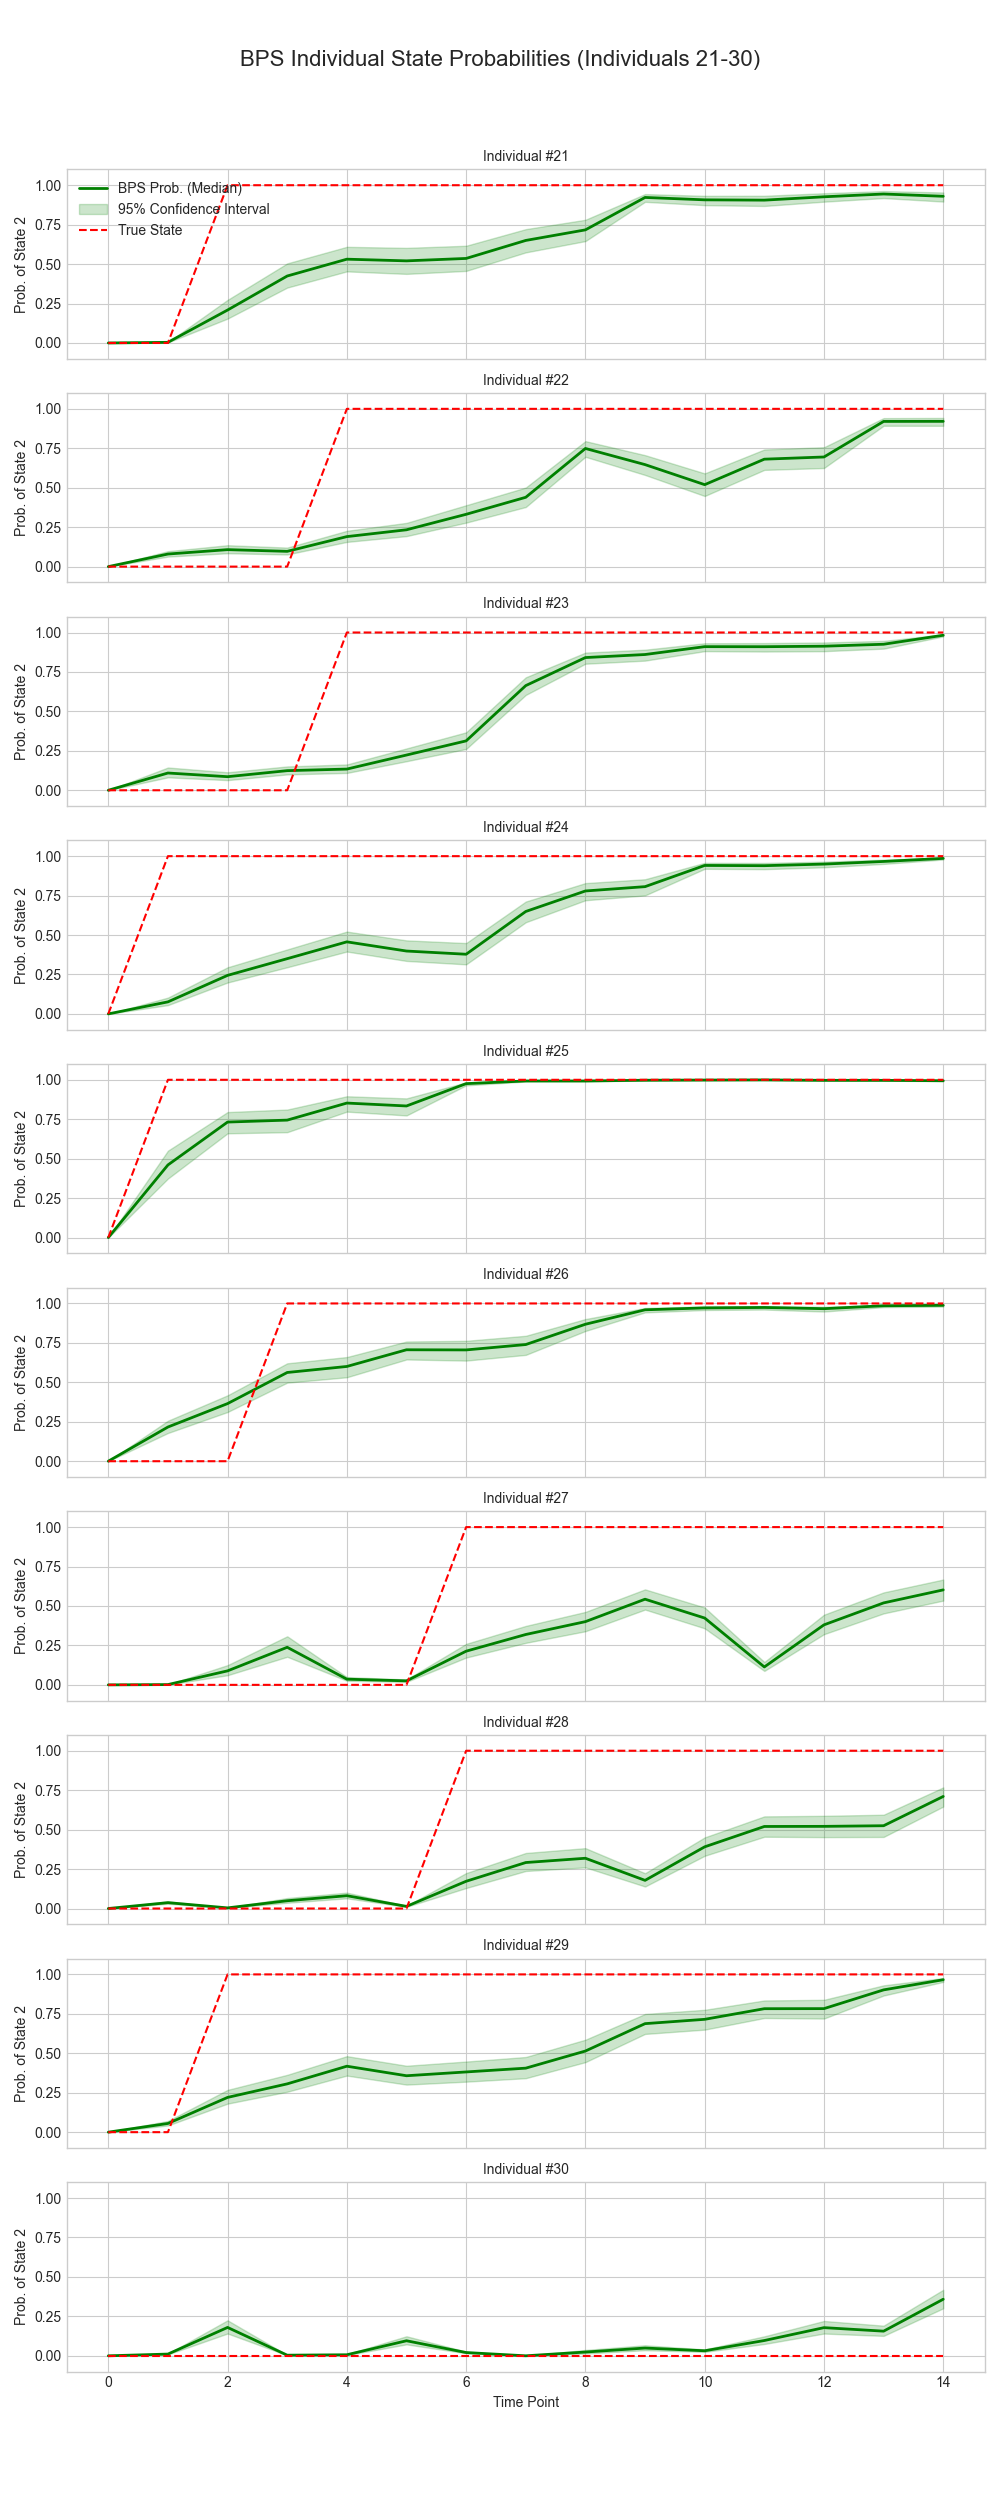 BPS Individual State Probabilities (Individuals 21-30)
Individual #21
1.00
0.75
0.50
0.25
0.00
Prob. of State 2
BPS Prob. (Median)
95% Confidence Interval
True State
Individual #22
1.00
0.75
0.50
0.25
0.00
Prob. of State 2
Individual #23
1.00
0.75
0.50
0.25
0.00
Prob. of State 2
Individual #24
1.00
0.75
0.50
0.25
0.00
Prob. of State 2
Individual #25
1.00
0.75
0.50
0.25
0.00
Prob. of State 2
Individual #26
1.00
0.75
0.50
0.25
0.00
Prob. of State 2
Individual #27
1.00
0.75
0.50
0.25
0.00
Prob. of State 2
Individual #28
1.00
0.75
0.50
0.25
0.00
Prob. of State 2
Individual #29
1.00
0.75
0.50
0.25
0.00
Prob. of State 2
Individual #30
1.00
0.75
0.50
0.25
0.00
Prob. of State 2
0 2 4 6 8 10 12 14
Time Point